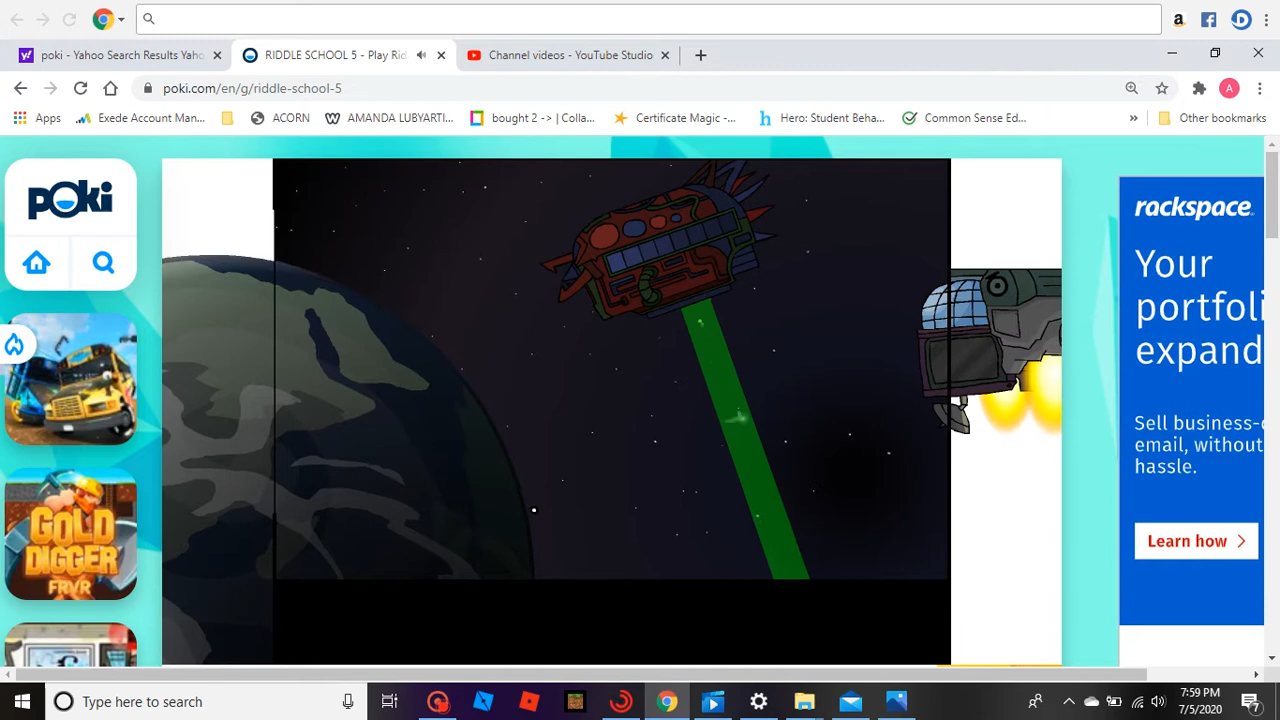 poki - Yahoo Search Results Yaho
RIDDLE SCHOOL 5 - Play Rid
Channel videos - YouTube Studio
poki.com/en/g/riddle-school-5
A
Apps
Exede Account Man...
ACORN
AMANDA LUBYARTI...
bought 2 -> | Colla...
Certificate Magic -...
Hero: Student Beha...
Common Sense Ed...
»
Other bookmarks
poki
rackspace.
Your
portfoli
expand
Sell business-c
email, without
hassle.
Learn how
GOLD
DIGGER
FRVR
Type here to search
7:59 PM
7/5/2020
7